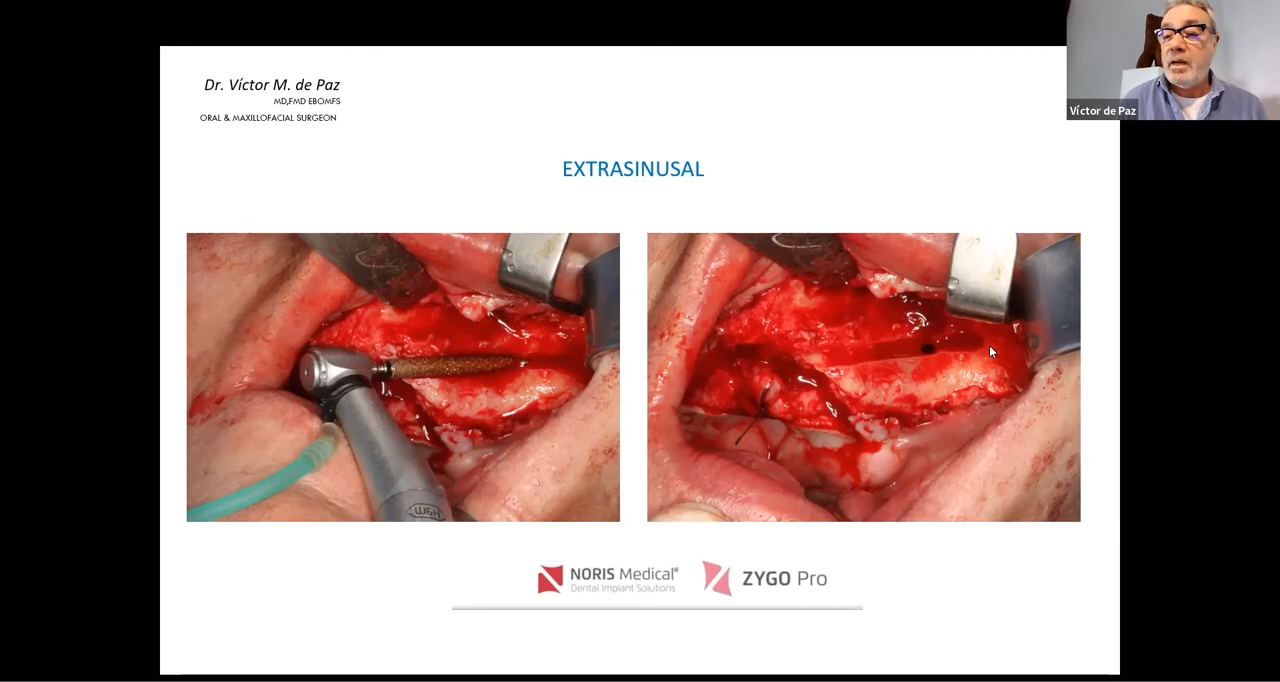 Dr. Víctor M. de Paz
MD,FMD EBOMFS
ORAL & MAXILLOFACIAL SURGEON
Víctor de Paz
EXTRASINUSAL
W&H
NORIS Medical®
Dental Implant Solutions
ZYGO Pro